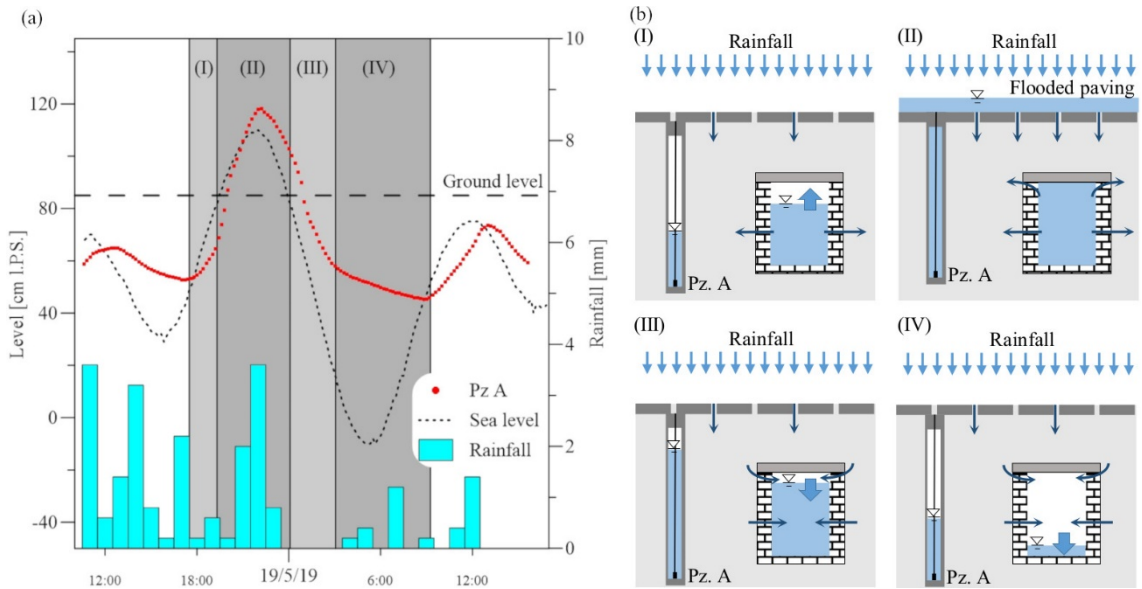 (a)
(I) (II) (III) (IV)
Ground level
Level [cm l.P.S.]
120
80
40
0
-40
Rainfall [mm]
10
8
6
4
2
0
Pz A
Sea level
Rainfall
12:00 18:00 19/5/19 6:00 12:00
(b)
(I)
Rainfall
Pz. A
(II)
Rainfall
Flooded paving
Pz. A
(III)
Rainfall
Pz. A
(IV)
Rainfall
Pz. A